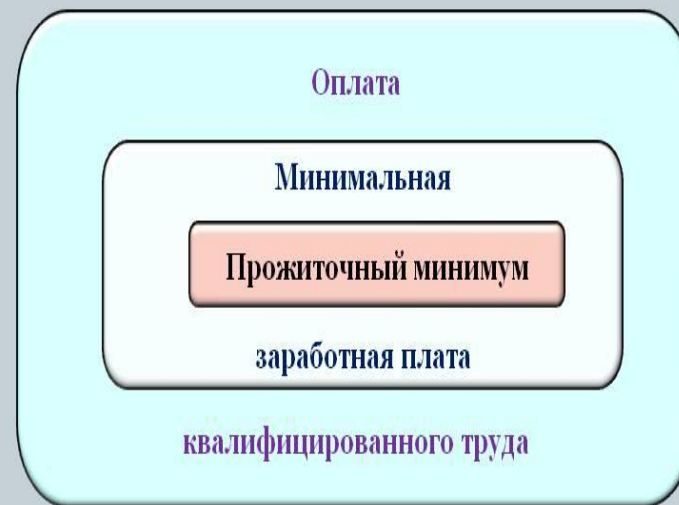 Оплата
Минимальная
Прожиточный минимум
заработная плата
квалифицированного труда